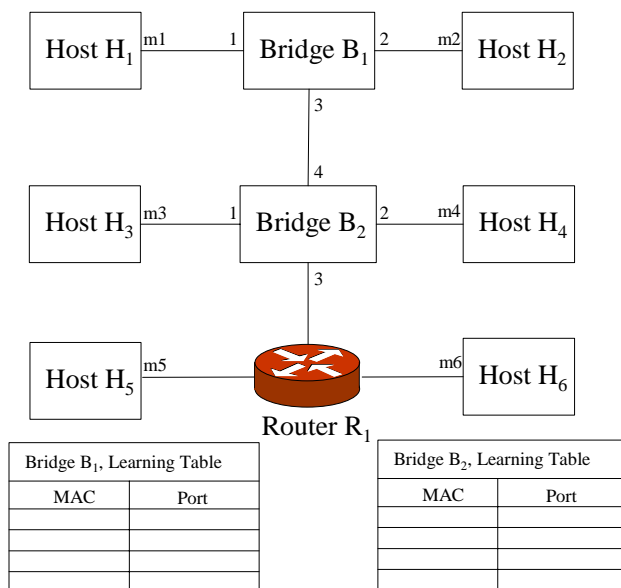 Host H₁ m1 1 Bridge B₁ 2 m2 Host H₂
3
4
Host H₃ m3 1 Bridge B₂ 2 m4 Host H₄
3
Host H₅ m5 m6 Host H₆
Router R₁
Bridge B₁, Learning Table
MAC Port
Bridge B₂, Learning Table
MAC Port